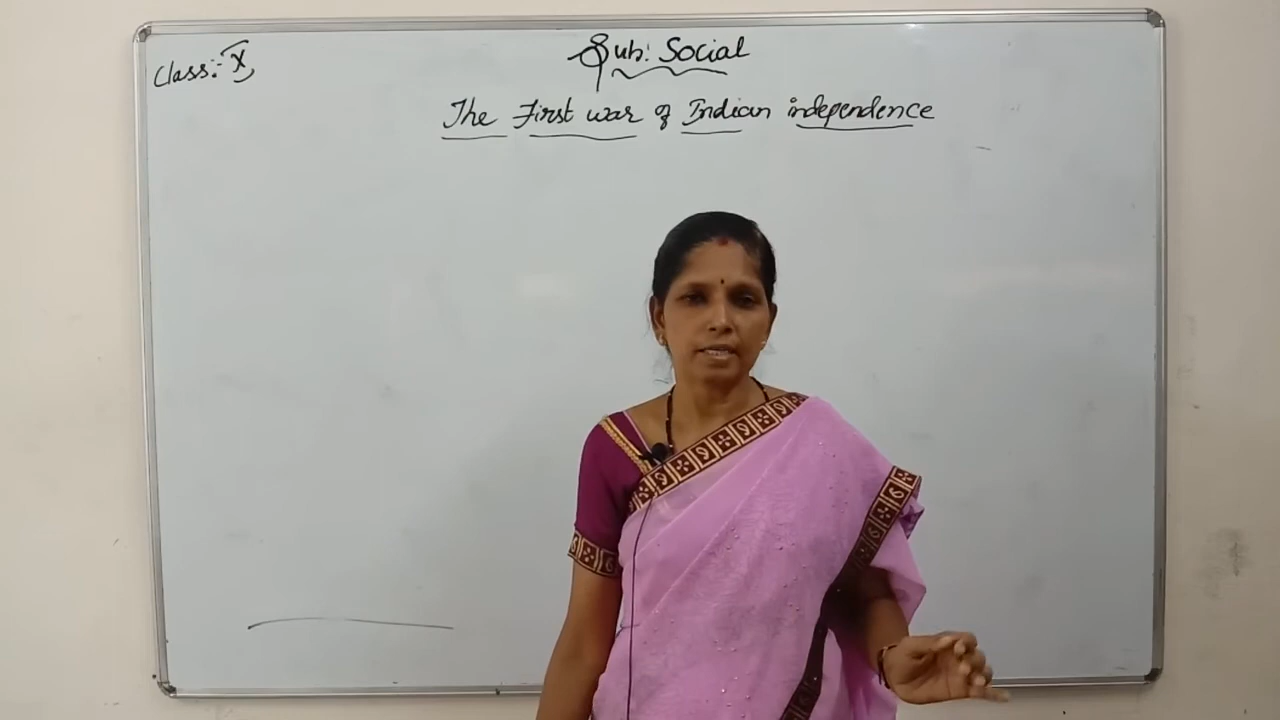 Class:- X
Sub: Social
The First war of Indian independence